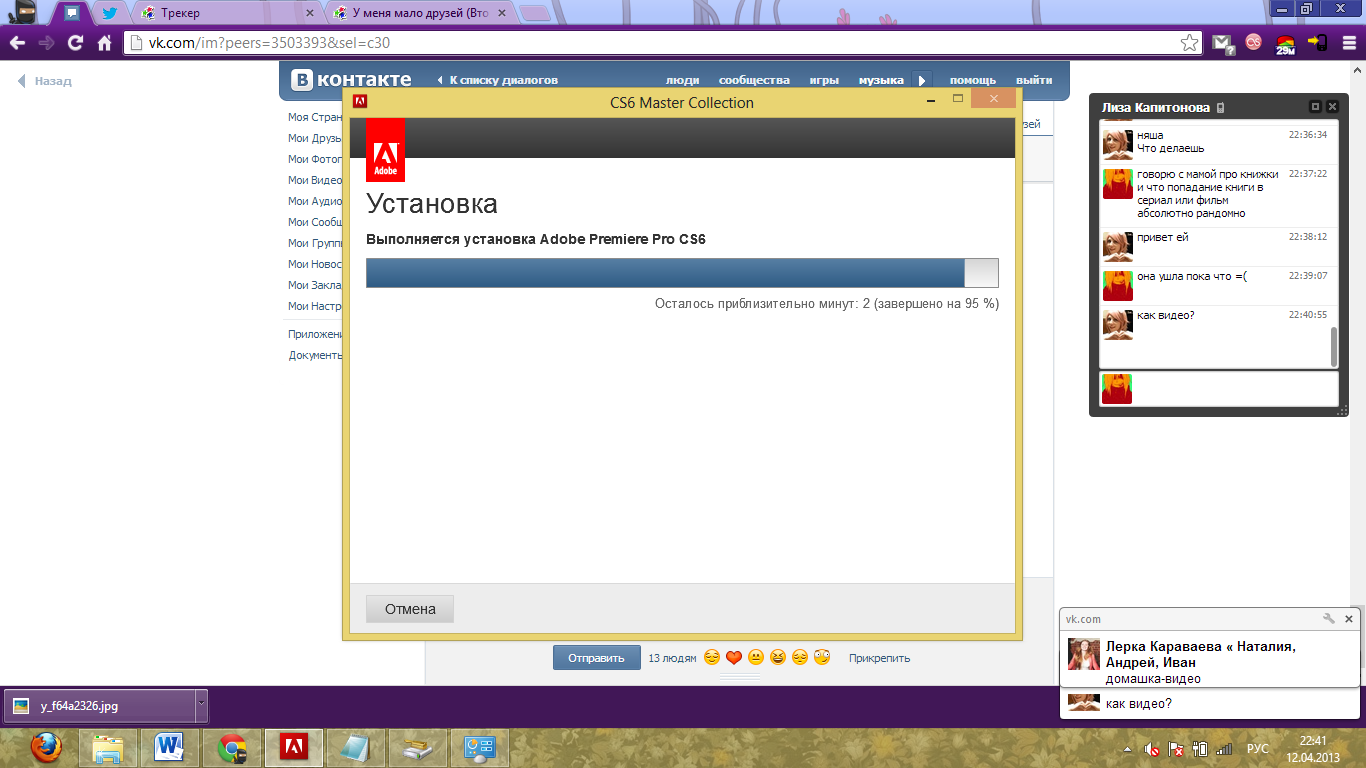 Трекер
У меня мало друзей (Вто
vk.com/im?peers=3503393&sel=c30
29M
Назад
В контакте
К списку диалогов
люди
сообщества
игры
музыка
помощь
выйти
Моя Стран
Мои Друзь
Мои Фотог
Мои Видео
Мои Аудио
Мои Сообщ
Мои Групп
Мои Новос
Мои Закла
Мои Настр
Приложени
Документь
зей
CS6 Master Collection
Adobe
Установка
Выполняется установка Adobe Premiere Pro CS6
Осталось приблизительно минут: 2 (завершено на 95 %)
Отмена
Отправить
13 людям
Прикрепить
Лиза Капитонова
няша 22:36:34
Что делаешь
говорю с мамой про книжки 22:37:22
и что попадание книги в
сериал или фильм
абсолютно рандомно
привет ей 22:38:12
она ушла пока что =( 22:39:07
как видео? 22:40:55
vk.com
Лерка Караваева « Наталия,
Андрей, Иван
домашка-видео
как видео?
y_f64a2326.jpg
РУС
22:41
12.04.2013